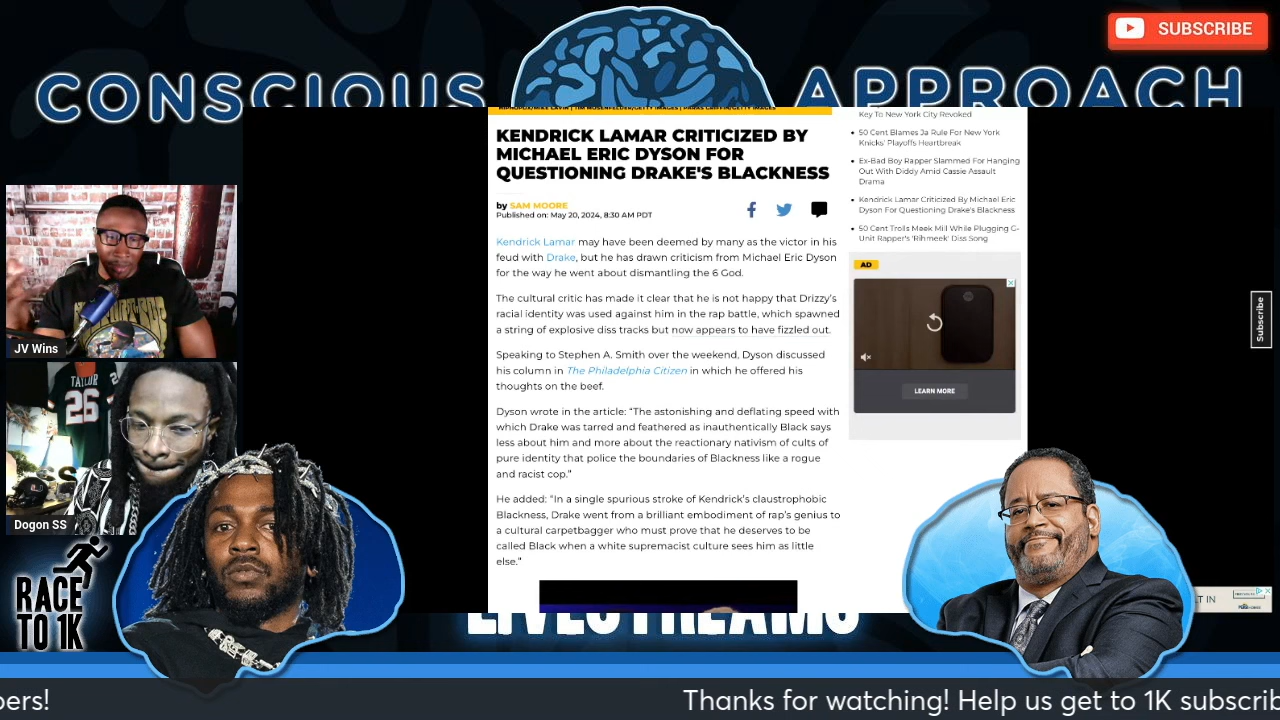 SUBSCRIBE
CONSCIOUS APPROACH
KENDRICK LAMAR CRITICIZED BY
MICHAEL ERIC DYSON FOR
QUESTIONING DRAKE'S BLACKNESS
by SAM MOORE
Published on: May 20, 2024, 8:30 AM PDT
Kendrick Lamar may have been deemed by many as the victor in his
feud with Drake, but he has drawn criticism from Michael Eric Dyson
for the way he went about dismantling the 6 God.
The cultural critic has made it clear that he is not happy that Drizzy's
racial identity was used against him in the rap battle, which spawned
a string of explosive diss tracks but now appears to have fizzled out.
Speaking to Stephen A. Smith over the weekend, Dyson discussed
his column in The Philadelphia Citizen in which he offered his
thoughts on the beef.
Dyson wrote in the article: “The astonishing and deflating speed with
which Drake was tarred and feathered as inauthentically Black says
less about him and more about the reactionary nativism of cults of
pure identity that police the boundaries of Blackness like a rogue
and racist cop.”
He added: “In a single spurious stroke of Kendrick's claustrophobic
Blackness, Drake went from a brilliant embodiment of rap's genius to
a cultural carpetbagger who must prove that he deserves to be
called Black when a white supremacist culture sees him as little
else.”
Key To New York City Revoked
50 Cent Blames Ja Rule For New York
Knicks' Playoffs Heartbreak
Ex-Bad Boy Rapper Slammed For Hanging
Out With Diddy Amid Cassie Assault
Drama
Kendrick Lamar Criticized By Michael Eric
Dyson For Questioning Drake's Blackness
50 Cent Trolls Meek Mill While Plugging G-
Unit Rapper's 'Rihmeek' Diss Song
AD
LEARN MORE
Subscribe
JV Wins
TAYLOR
26
Dogon SS
RACE
TO 1K
T IN
LIVESTREAMS
bers!
Thanks for watching! Help us get to 1K subscrib